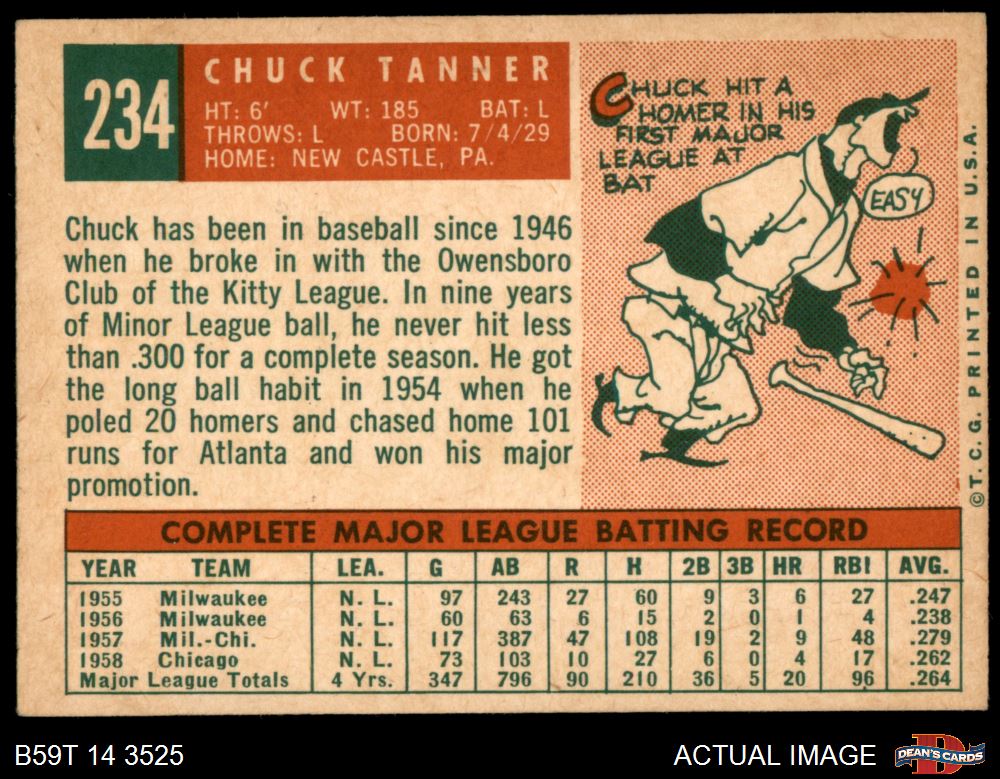 234
CHUCK TANNER
HT: 6' WT: 185 BAT: L
THROWS: L BORN: 7/4/29
HOME: NEW CASTLE, PA.
CHUCK HIT A
HOMER IN HIS
FIRST MAJOR
LEAGUE AT
BAT
EASY
Chuck has been in baseball since 1946
when he broke in with the Owensboro
Club of the Kitty League. In nine years
of Minor League ball, he never hit less
than .300 for a complete season. He got
the long ball habit in 1954 when he
poled 20 homers and chased home 101
runs for Atlanta and won his major
promotion.
© T. C. G. PRINTED IN U.S.A.
COMPLETE MAJOR LEAGUE BATTING RECORD
YEAR TEAM LEA. G AB R H 2B 3B HR RBI AVG.
1955 Milwaukee N. L. 97 243 27 60 9 3 6 27 .247
1956 Milwaukee N. L. 60 63 6 15 2 0 1 4 .238
1957 Mil.-Chi. N. L. 117 387 47 108 19 2 9 48 .279
1958 Chicago N. L. 73 103 10 27 6 0 4 17 .262
Major League Totals 4 Yrs. 347 796 90 210 36 5 20 96 .264
B59T 14 3525
ACTUAL IMAGE
D
DEAN'S CARDS